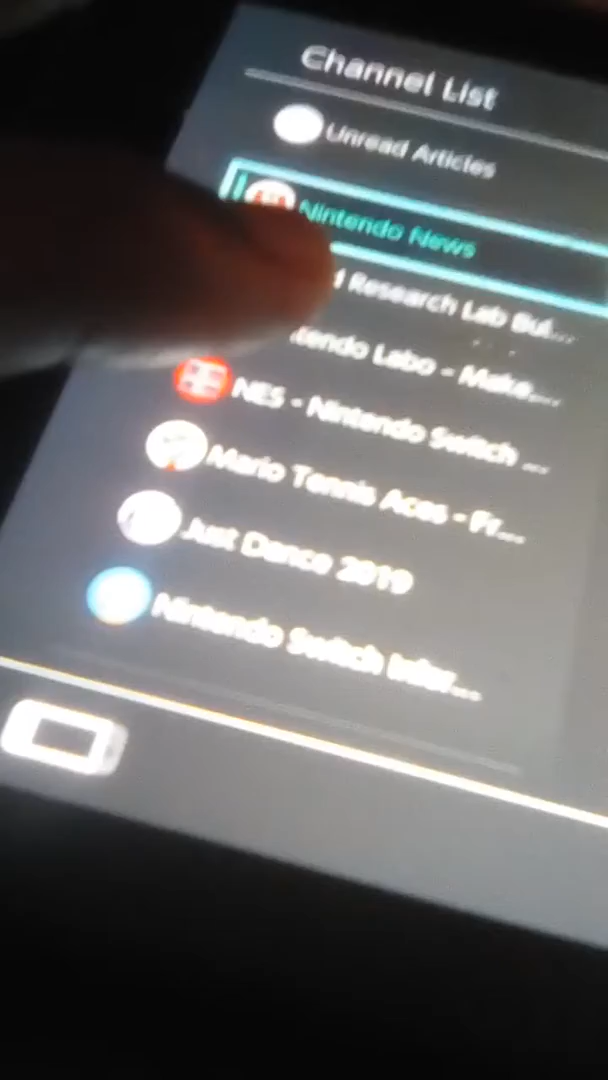 Channel List
Unread Articles
Nintendo News
Research Lab Bul...
tendo Labo - Make...
NES - Nintendo Switch ...
Mario Tennis Aces - Fr...
Just Dance 2019
Nintendo Switch Infor...